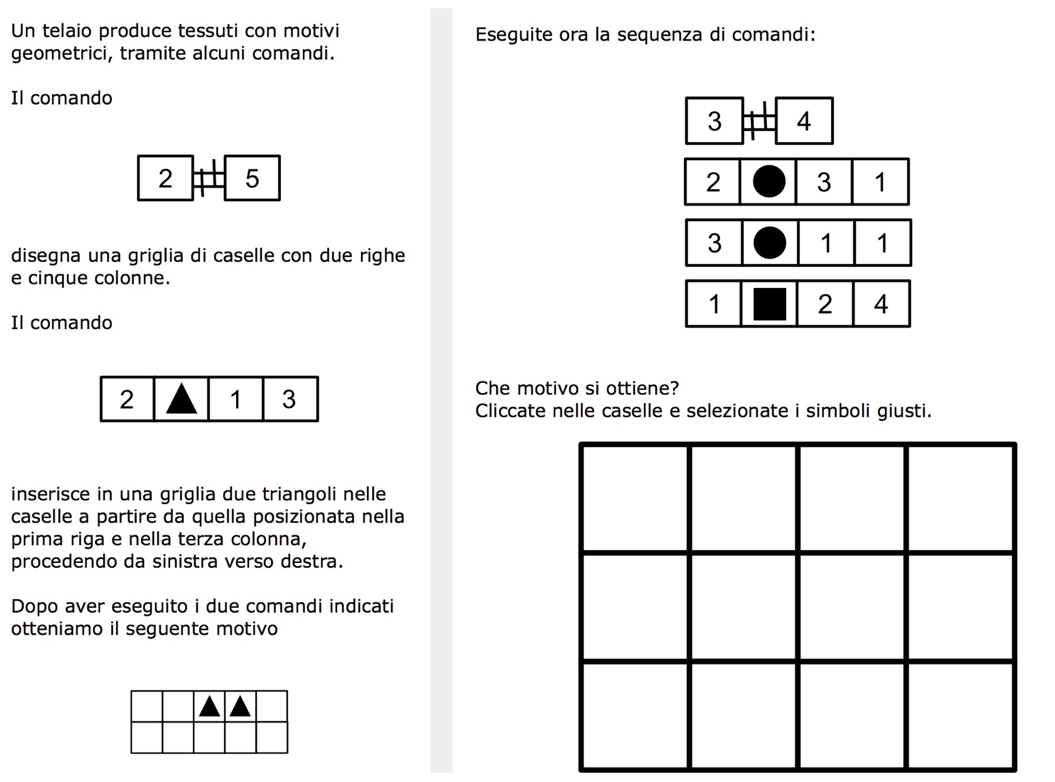 Un telaio produce tessuti con motivi
geometrici, tramite alcuni comandi.
Il comando
2 5
disegna una griglia di caselle con due righe
e cinque colonne.
Il comando
2 1 3
inserisce in una griglia due triangoli nelle
caselle a partire da quella posizionata nella
prima riga e nella terza colonna,
procedendo da sinistra verso destra.
Dopo aver eseguito i due comandi indicati
otteniamo il seguente motivo
Eseguite ora la sequenza di comandi:
3 4
2 3 1
3 1 1
1 2 4
Che motivo si ottiene?
Cliccate nelle caselle e selezionate i simboli giusti.